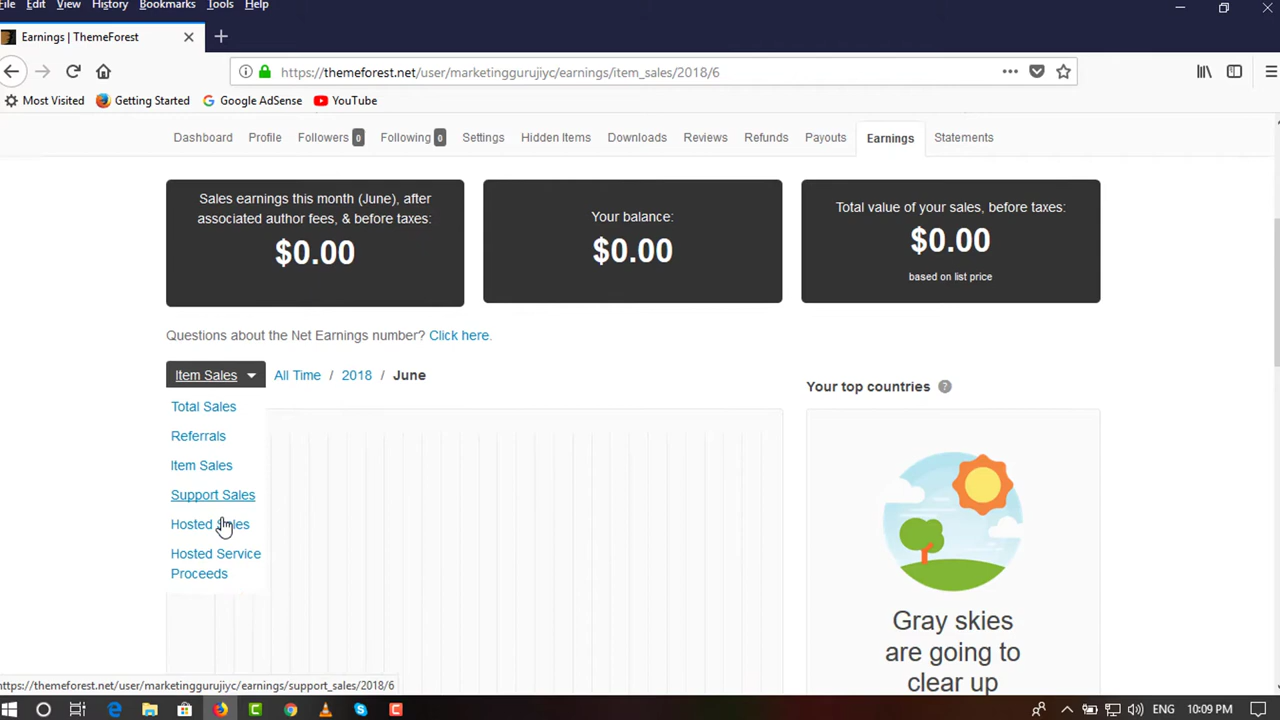 File Edit View History Bookmarks Tools Help
Earnings | ThemeForest
https://themeforest.net/user/marketinggurujiyc/earnings/item_sales/2018/6
Most Visited Getting Started Google AdSense YouTube
Dashboard Profile Followers 0 Following 0 Settings Hidden Items Downloads Reviews Refunds Payouts Earnings Statements
Sales earnings this month (June), after
associated author fees, & before taxes:
$0.00
Your balance:
$0.00
Total value of your sales, before taxes:
$0.00
based on list price
Questions about the Net Earnings number? Click here.
Item Sales All Time / 2018 / June
Total Sales
Referrals
Item Sales
Support Sales
Hosted Sales
Hosted Service
Proceeds
Your top countries ?
Gray skies
are going to
clear up
https://themeforest.net/user/marketinggurujiyc/earnings/support_sales/2018/6
ENG 10:09 PM